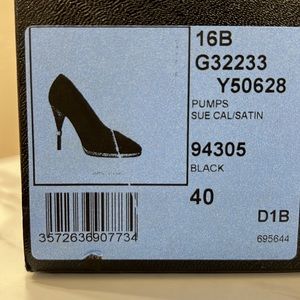 16B
G32233
Y50628
PUMPS
SUE CAL/SATIN
94305
BLACK
40
D1B
3572636907734
695644